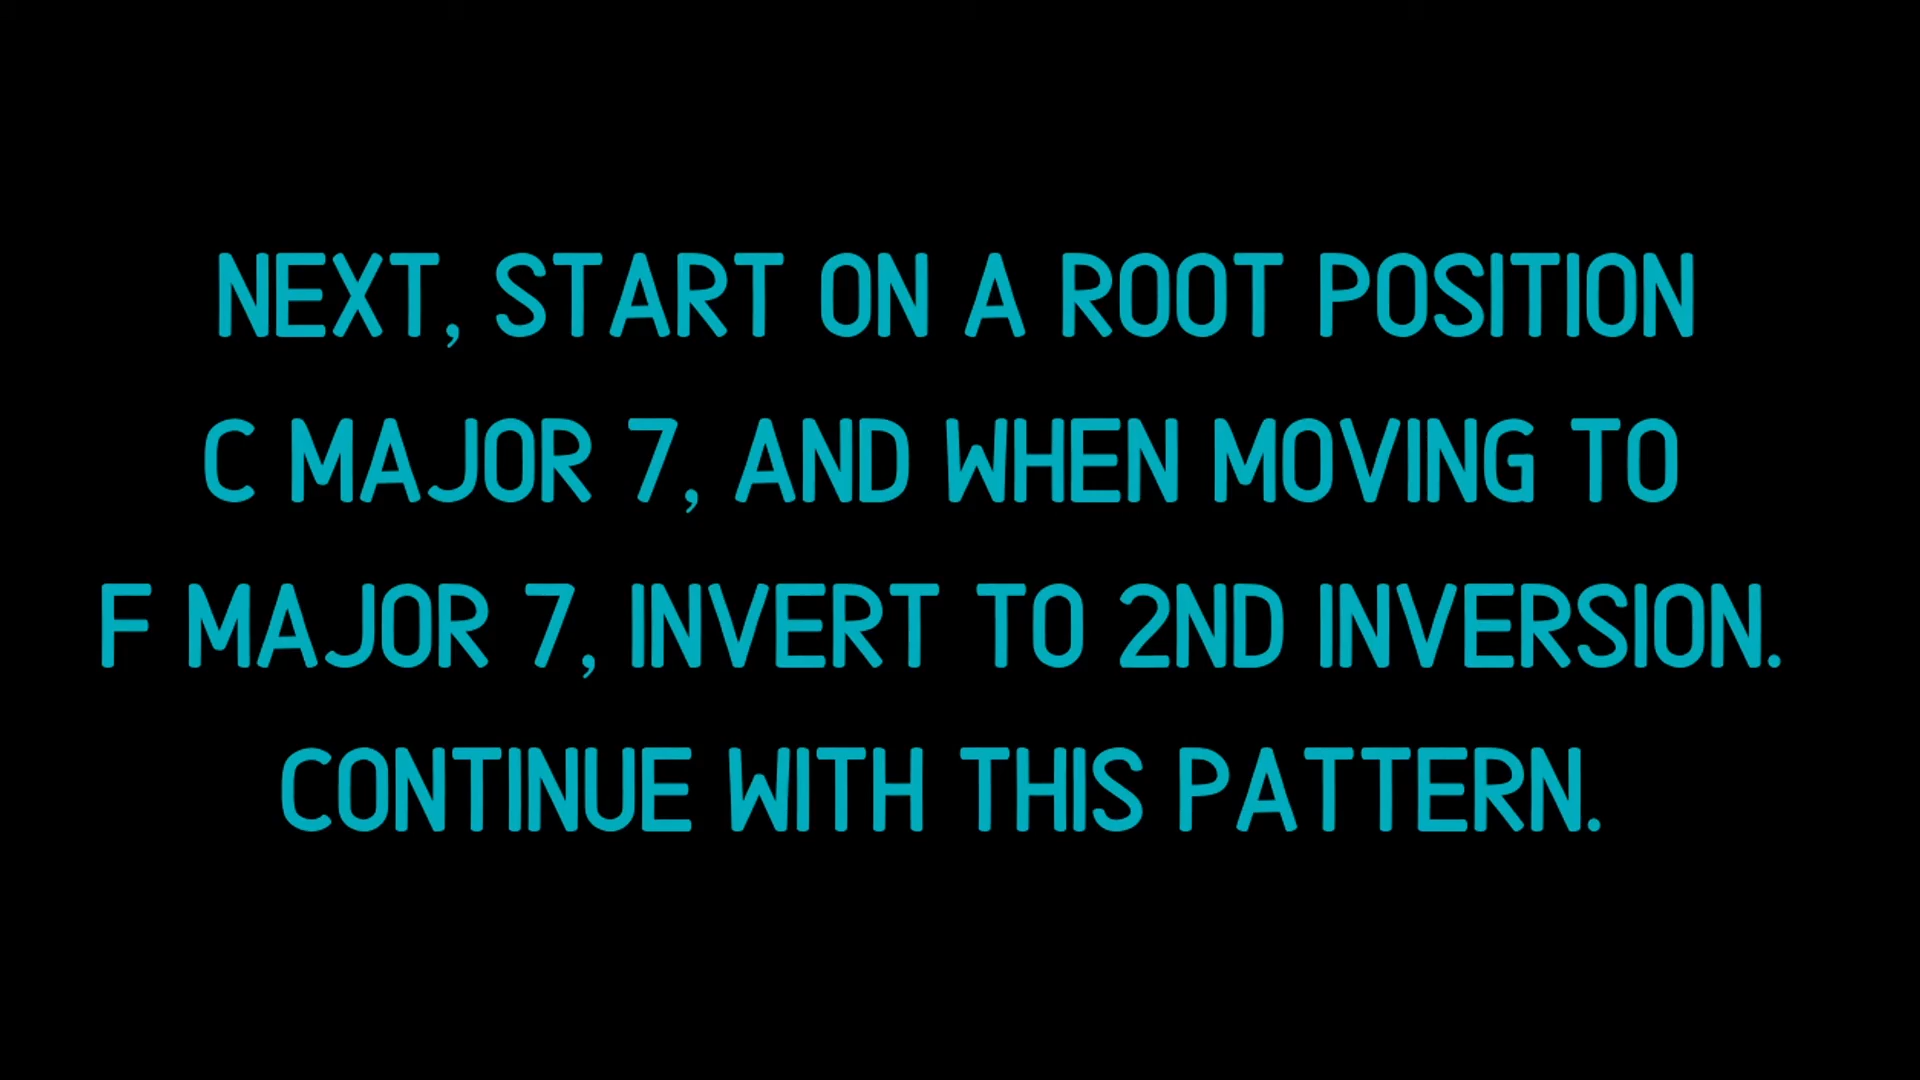 NEXT, START ON A ROOT POSITION
C MAJOR 7, AND WHEN MOVING TO
F MAJOR 7, INVERT TO 2ND INVERSION.
CONTINUE WITH THIS PATTERN.